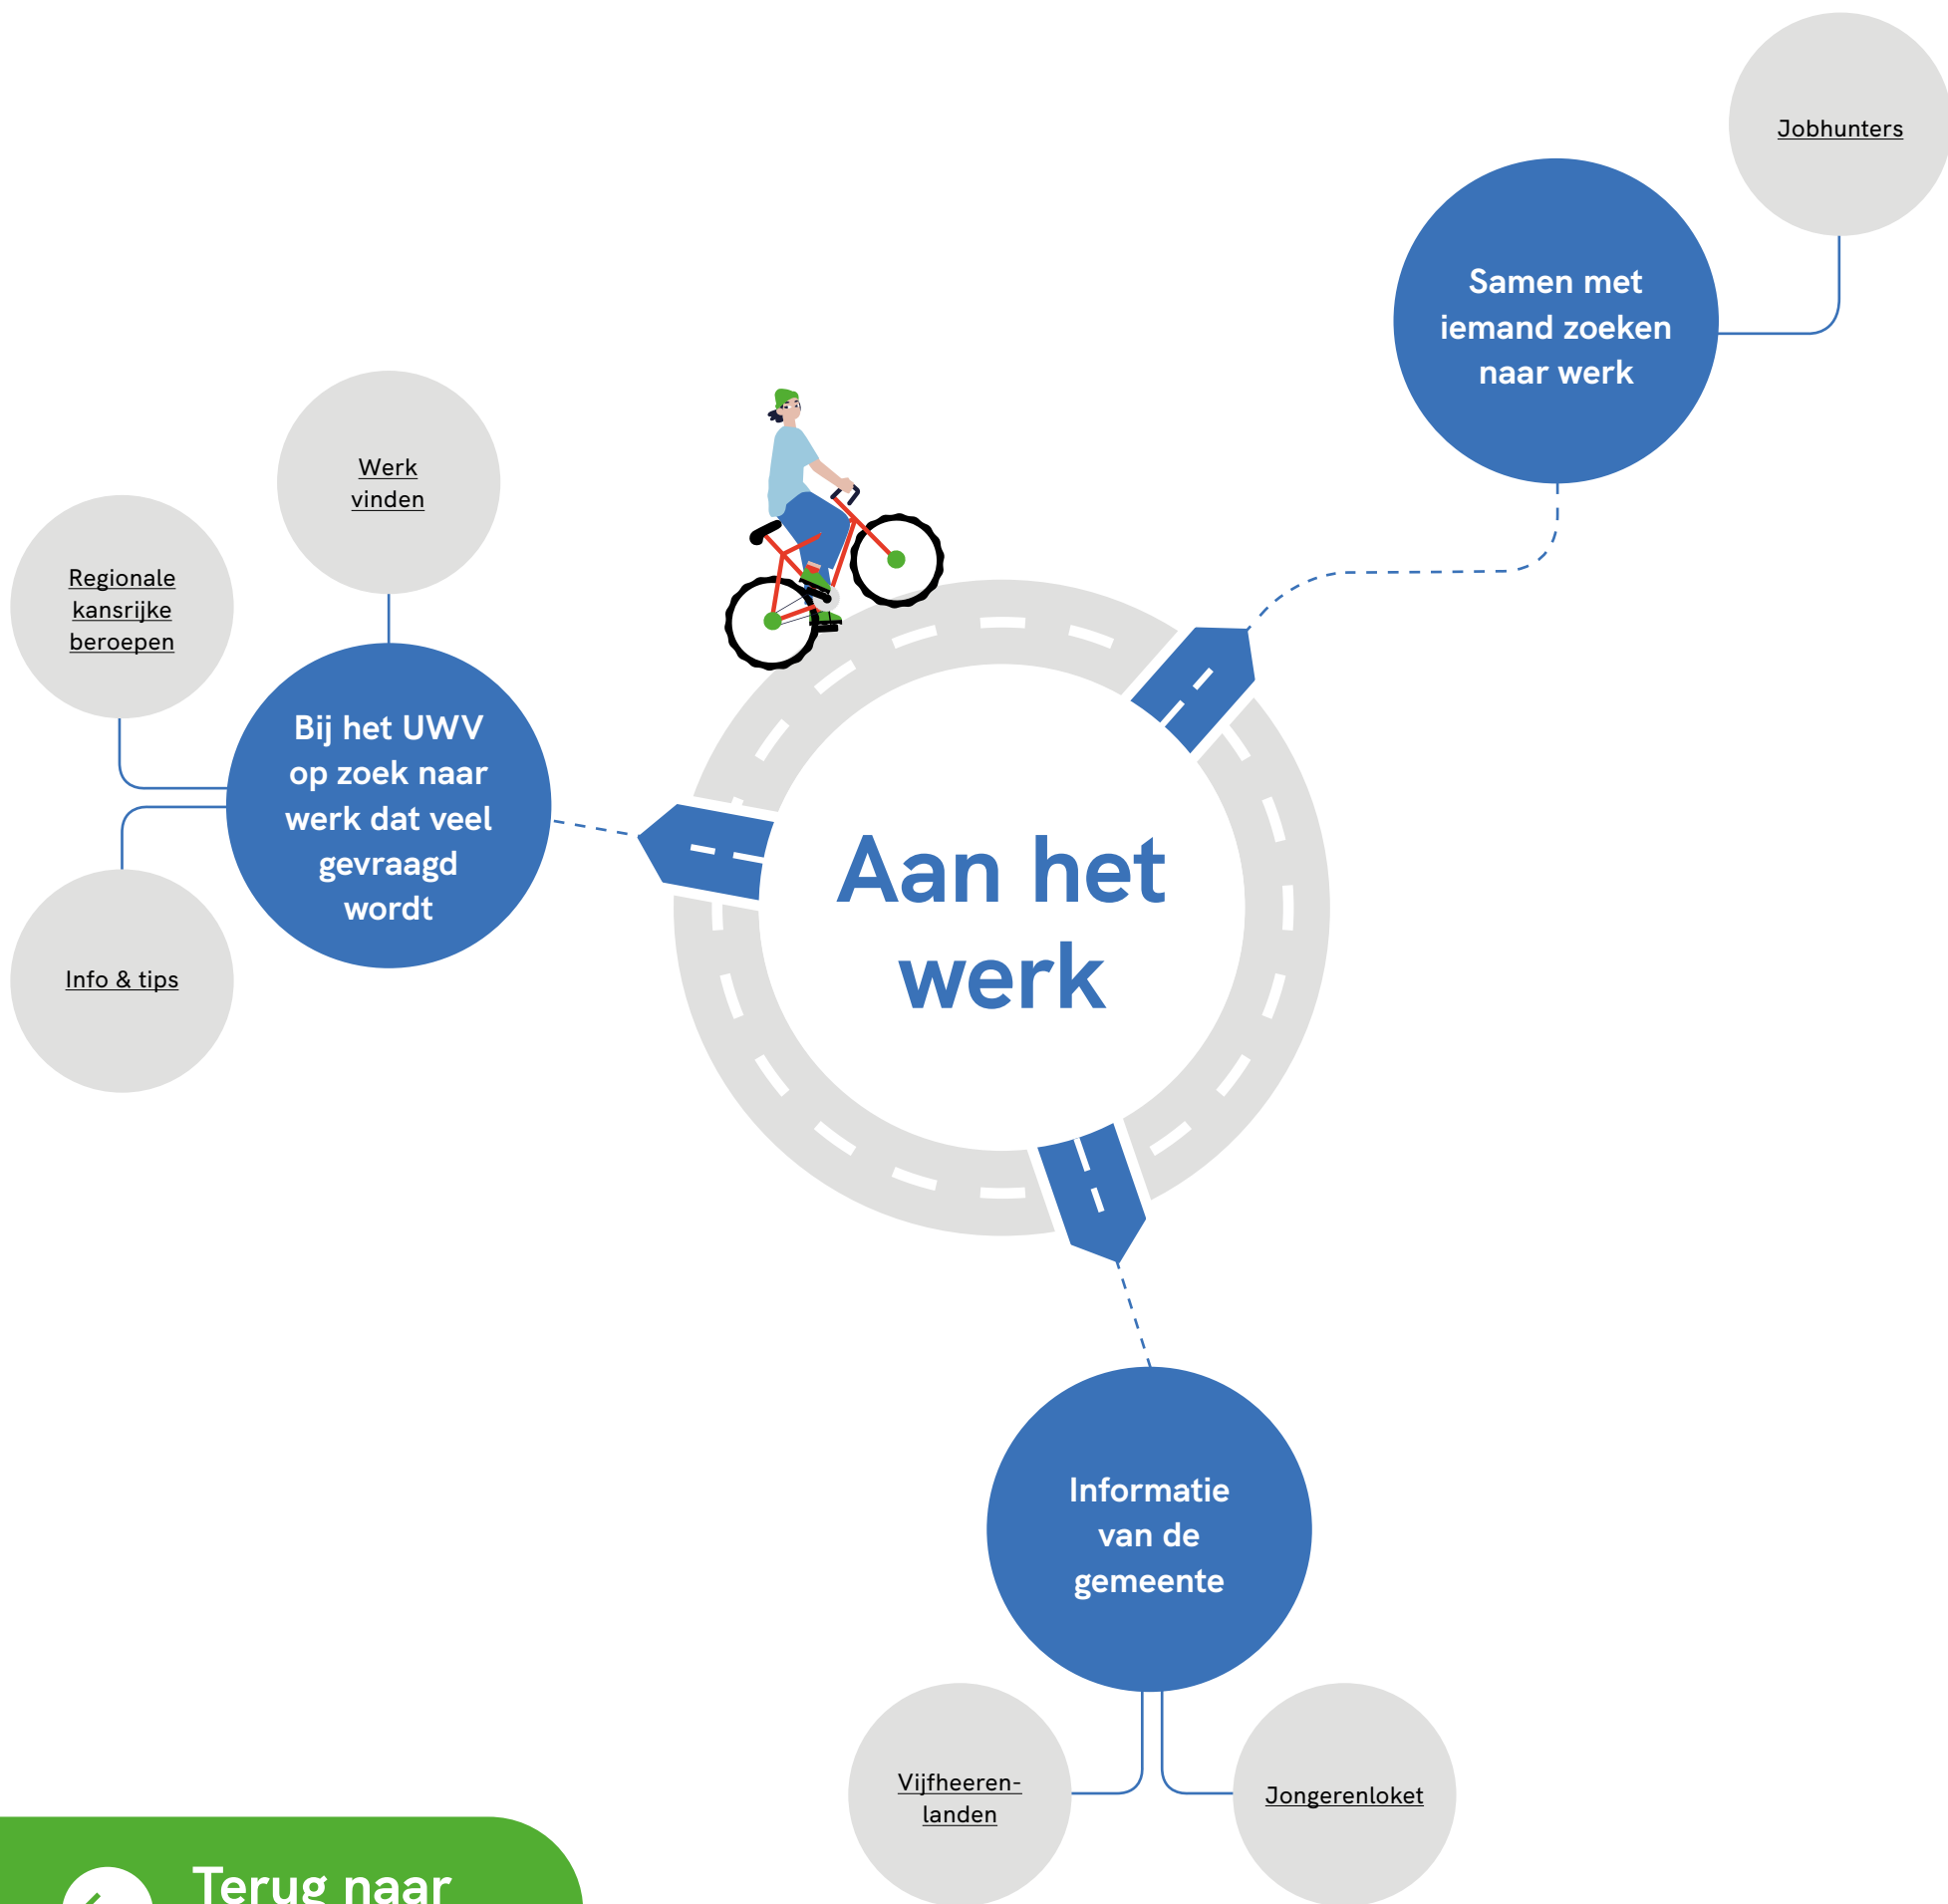 Jobhunters
Samen met
iemand zoeken
naar werk
Werk
vinden
Regionale
kansrijke
beroepen
Bij het UWV
op zoek naar
werk dat veel
gevraagd
wordt
Info & tips
Aan het
werk
Informatie
van de
gemeente
Vijfheeren-
landen
Jongerenloket
Terug naar